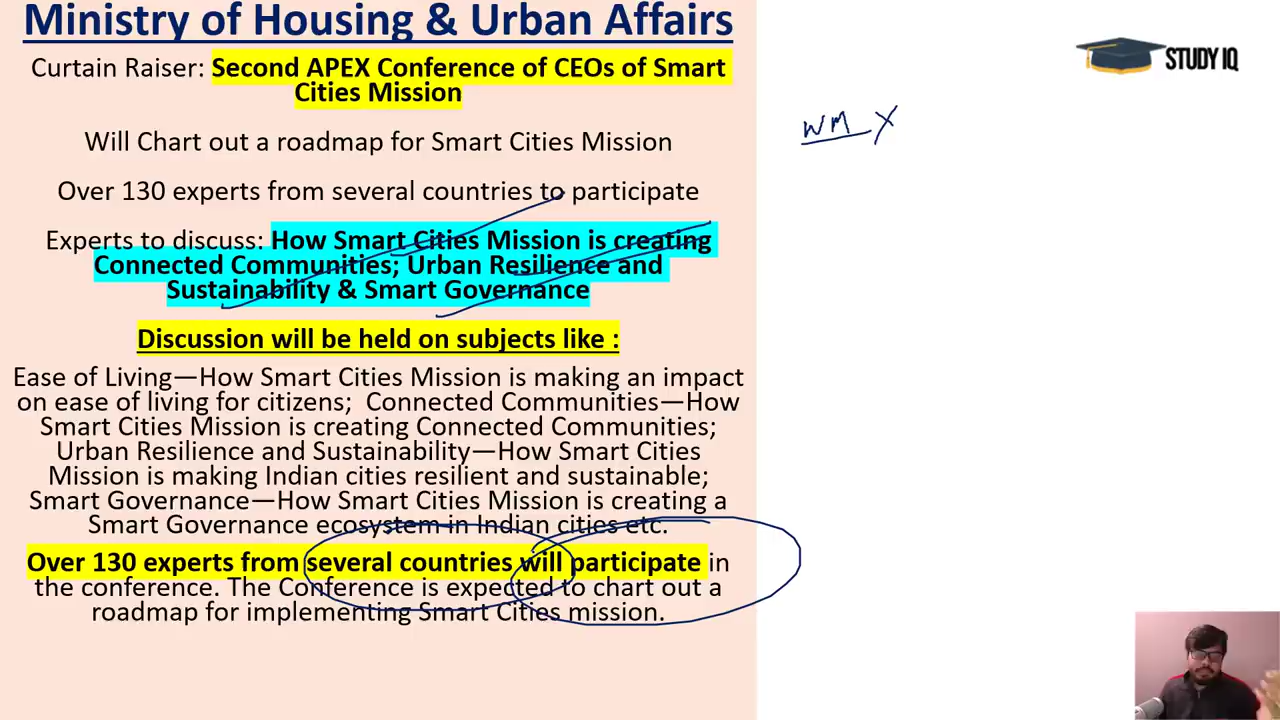 Ministry of Housing & Urban Affairs
Curtain Raiser: Second APEX Conference of CEOs of Smart
Cities Mission
Will Chart out a roadmap for Smart Cities Mission
Over 130 experts from several countries to participate
Experts to discuss: How Smart Cities Mission is creating
Connected Communities; Urban Resilience and
Sustainability & Smart Governance
Discussion will be held on subjects like :
Ease of Living—How Smart Cities Mission is making an impact
on ease of living for citizens; Connected Communities—How
Smart Cities Mission is creating Connected Communities;
Urban Resilience and Sustainability—How Smart Cities
Mission is making Indian cities resilient and sustainable;
Smart Governance—How Smart Cities Mission is creating a
Smart Governance ecosystem in Indian cities etc.
Over 130 experts from several countries will participate in
the conference. The Conference is expected to chart out a
roadmap for implementing Smart Cities mission.
STUDY IQ
WM X